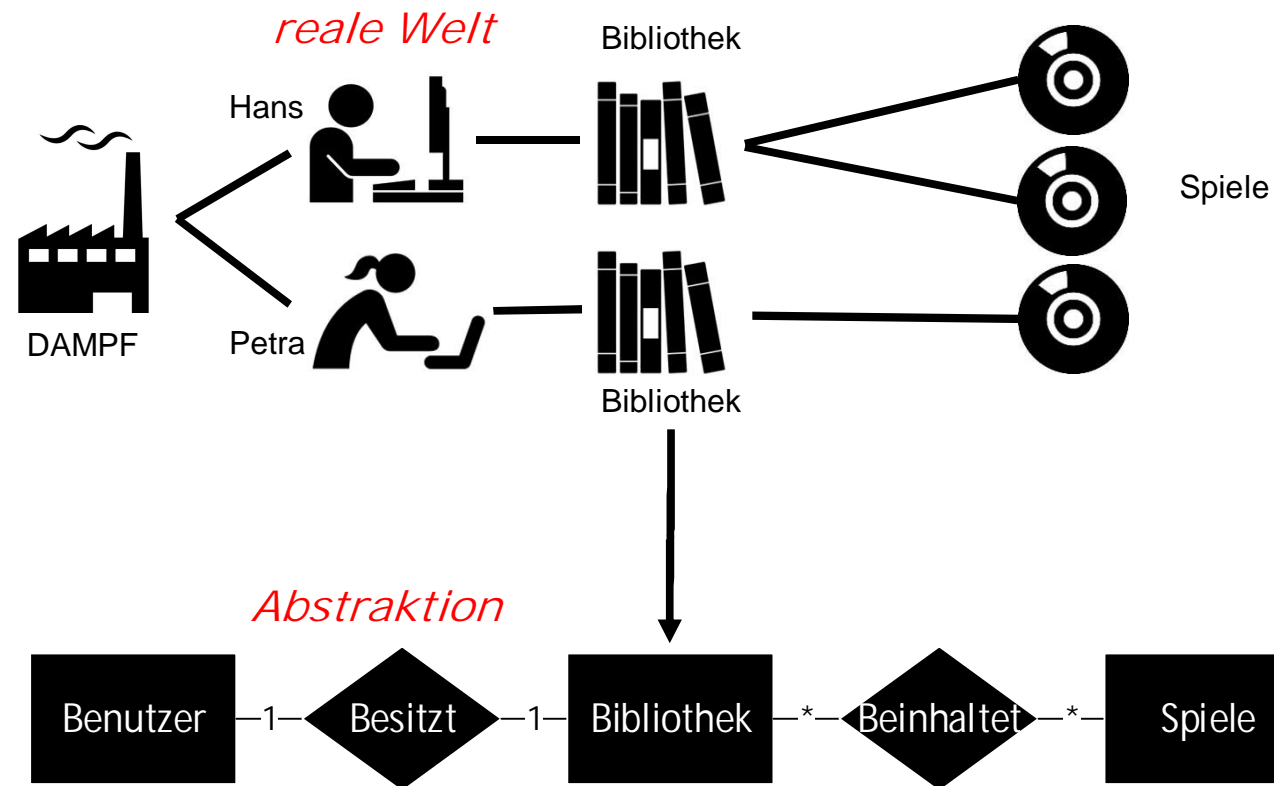 reale Welt
Bibliothek
Hans
Spiele
DAMPF
Petra
Bibliothek
Abstraktion
Benutzer 1 Besitzt 1 Bibliothek * Beinhaltet * Spiele